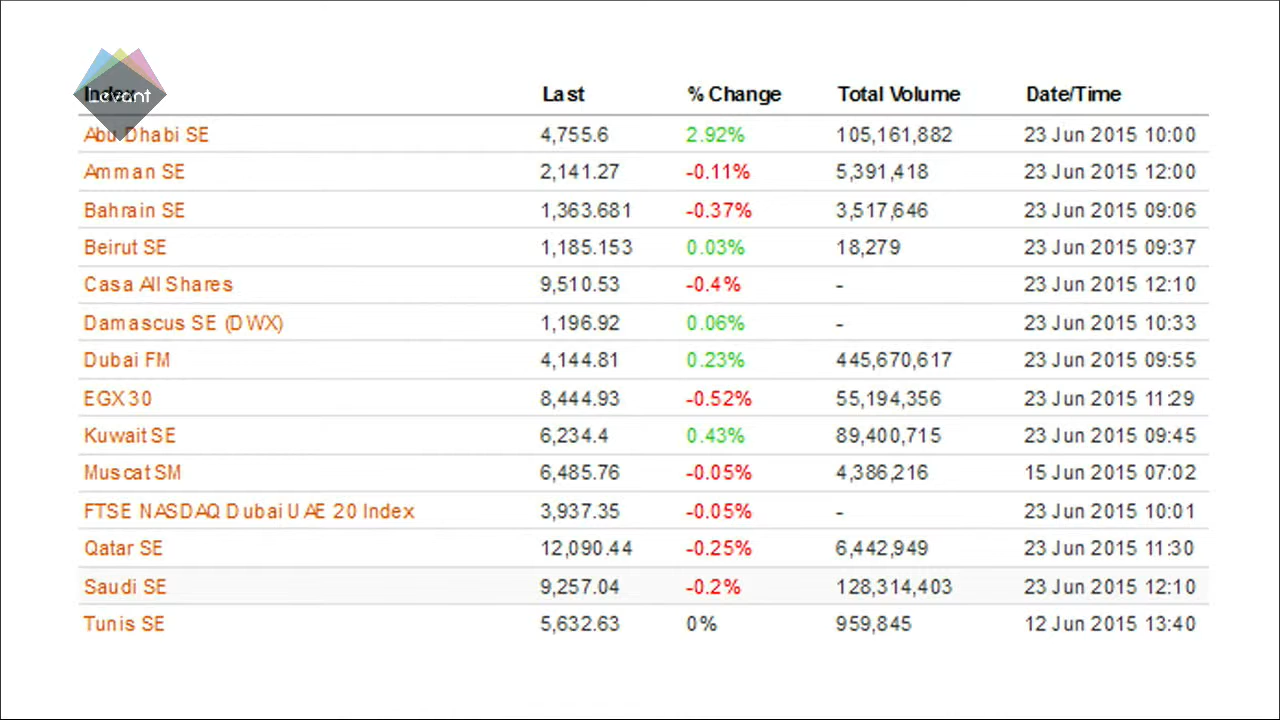 Levant
Index Last % Change Total Volume Date/Time
Abu Dhabi SE 4,755.6 2.92% 105,161,882 23 Jun 2015 10:00
Amman SE 2,141.27 -0.11% 5,391,418 23 Jun 2015 12:00
Bahrain SE 1,363.681 -0.37% 3,517,646 23 Jun 2015 09:06
Beirut SE 1,185.153 0.03% 18,279 23 Jun 2015 09:37
Casa All Shares 9,510.53 -0.4% - 23 Jun 2015 12:10
Damascus SE (DWX) 1,196.92 0.06% - 23 Jun 2015 10:33
Dubai FM 4,144.81 0.23% 445,670,617 23 Jun 2015 09:55
EGX 30 8,444.93 -0.52% 55,194,356 23 Jun 2015 11:29
Kuwait SE 6,234.4 0.43% 89,400,715 23 Jun 2015 09:45
Muscat SM 6,485.76 -0.05% 4,386,216 15 Jun 2015 07:02
FTSE NASDAQ Dubai UAE 20 Index 3,937.35 -0.05% - 23 Jun 2015 10:01
Qatar SE 12,090.44 -0.25% 6,442,949 23 Jun 2015 11:30
Saudi SE 9,257.04 -0.2% 128,314,403 23 Jun 2015 12:10
Tunis SE 5,632.63 0% 959,845 12 Jun 2015 13:40